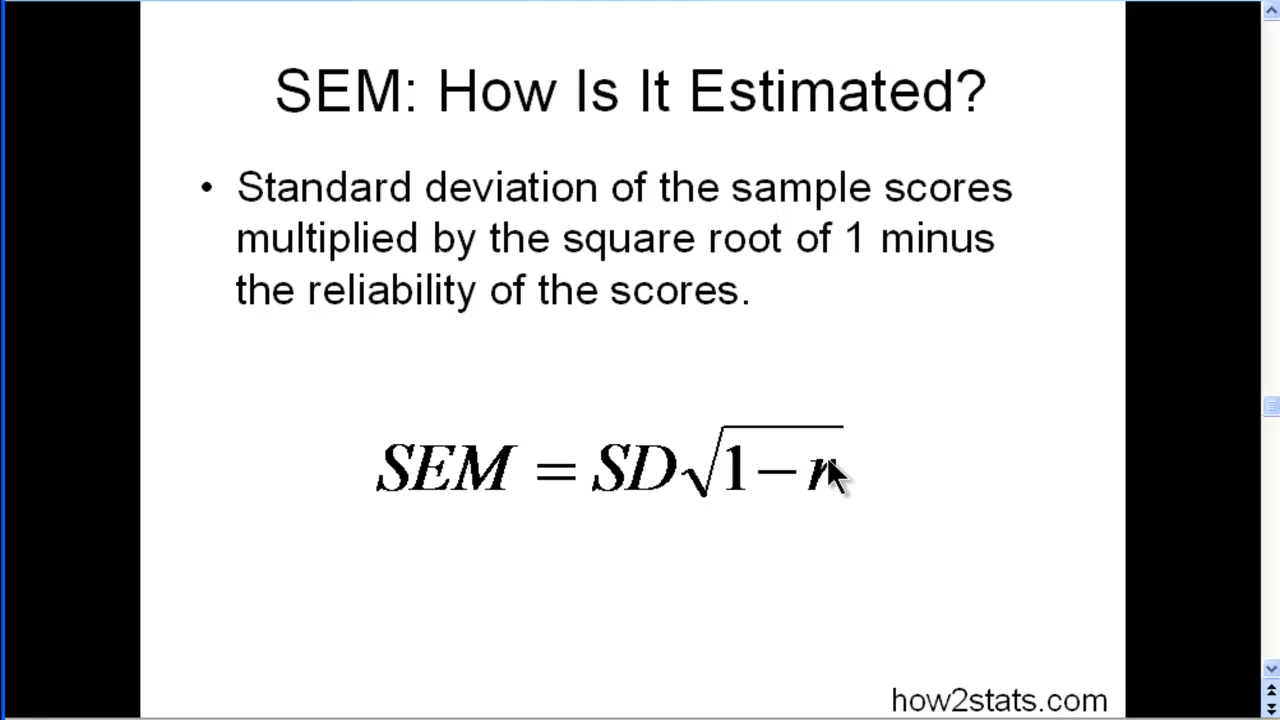 SEM: How Is It Estimated?
• Standard deviation of the sample scores
multiplied by the square root of 1 minus
the reliability of the scores.
SEM = SD√1 − r
how2stats.com